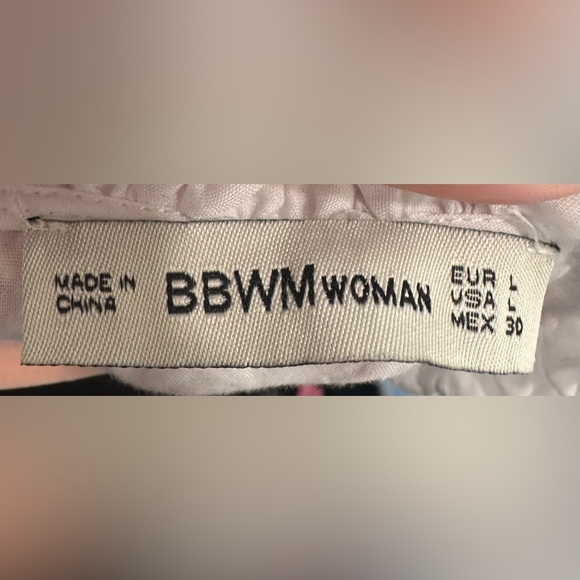 MADE IN
CHINA
BBWM WOMAN
EUR L
USA L
MEX 30